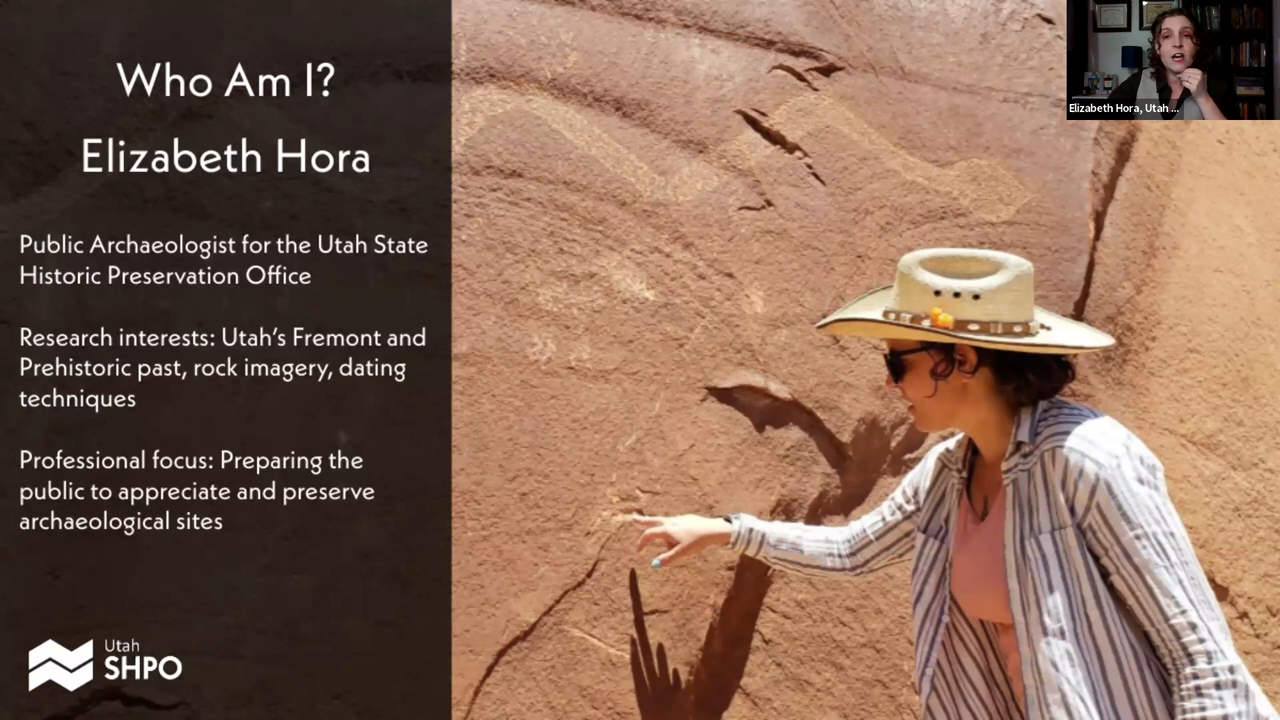 Who Am I?
Elizabeth Hora
Public Archaeologist for the Utah State
Historic Preservation Office
Research interests: Utah's Fremont and
Prehistoric past, rock imagery, dating
techniques
Professional focus: Preparing the
public to appreciate and preserve
archaeological sites
Utah
SHPO
Elizabeth Hora, Utah ...